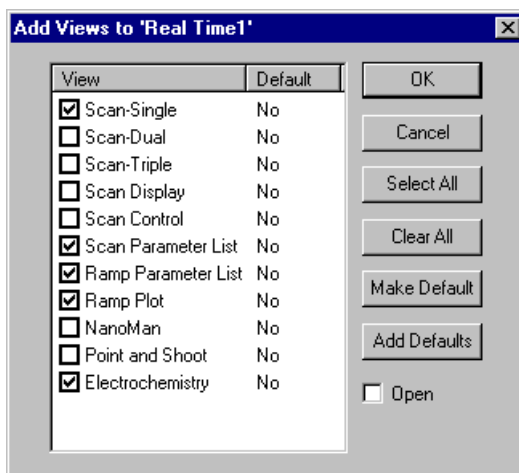 Add Views to 'Real Time1'
View Default
Scan-Single No
Scan-Dual No
Scan-Triple No
Scan Display No
Scan Control No
Scan Parameter List No
Ramp Parameter List No
Ramp Plot No
NanoMan No
Point and Shoot No
Electrochemistry No
OK
Cancel
Select All
Clear All
Make Default
Add Defaults
Open